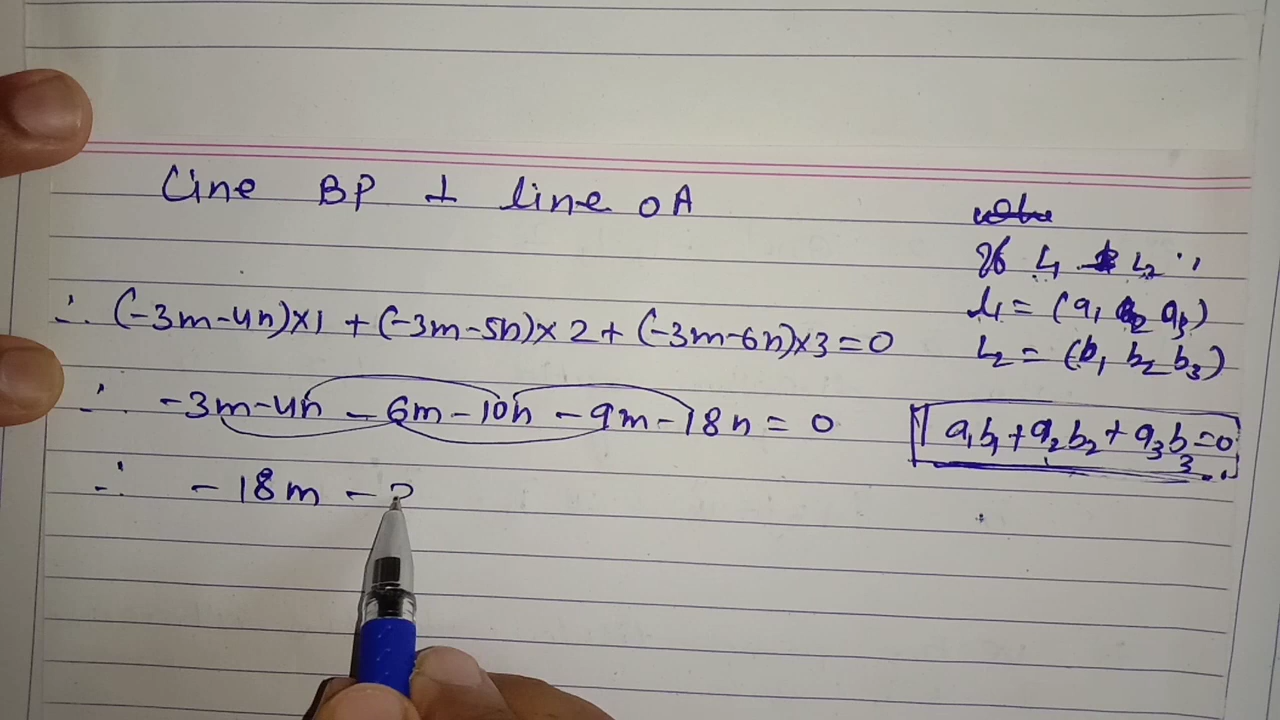 Line BP ⊥ line OA
∴ (-3m-4n)×1 + (-3m-5n)×2 + (-3m-6n)×3=0
∴ -3m-4n -6m-10n -9m-18n = 0
∴ -18m -
If L₁ L₂
L₁ = (a₁ a₂ a₃)
L₂ = (b₁ b₂ b₃)
a₁b₁+a₂b₂+a₃b₃=0